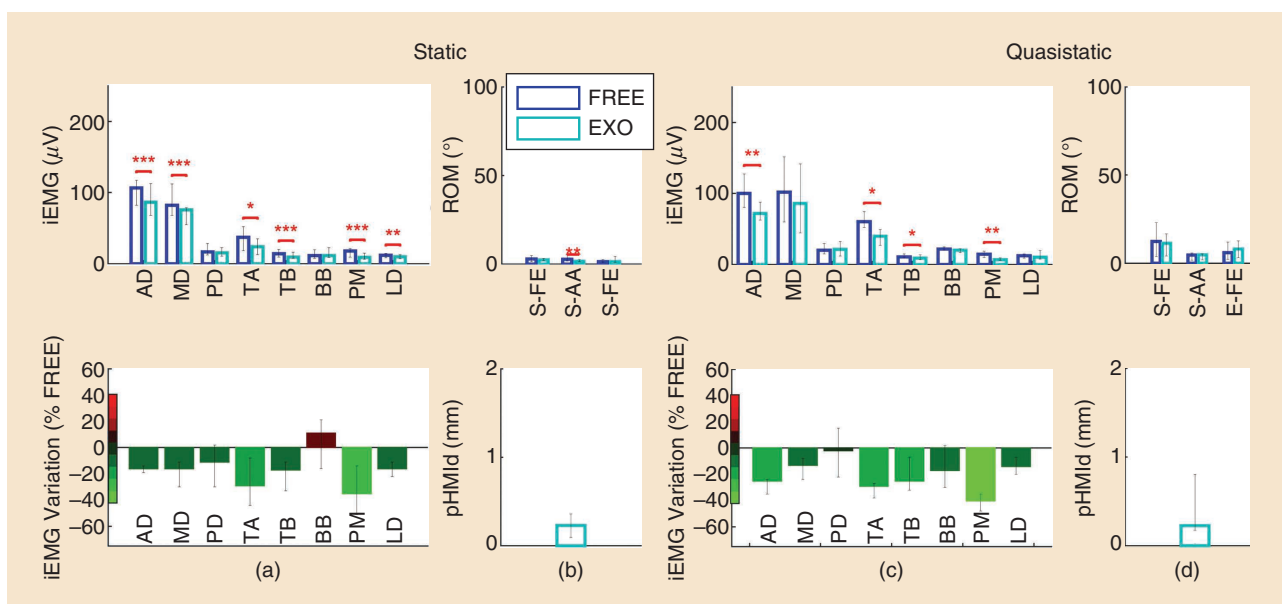 Static
Quasistatic
iEMG (μV)
200
100
0
***
***
*
***
***
**
AD
MD
PD
TA
TB
BB
PM
LD
ROM (°)
100
50
0
FREE
EXO
**
S-FE
S-AA
S-FE
iEMG (μV)
200
100
0
**
*
*
**
AD
MD
PD
TA
TB
BB
PM
LD
ROM (°)
100
50
0
S-FE
S-AA
E-FE
iEMG Variation (% FREE)
60
40
20
0
−20
−40
−60
AD
MD
PD
TA
TB
BB
PM
LD
(a)
pHMId (mm)
2
1
0
(b)
iEMG Variation (% FREE)
60
40
20
0
−20
−40
−60
AD
MD
PD
TA
TB
BB
PM
LD
(c)
pHMId (mm)
2
1
0
(d)